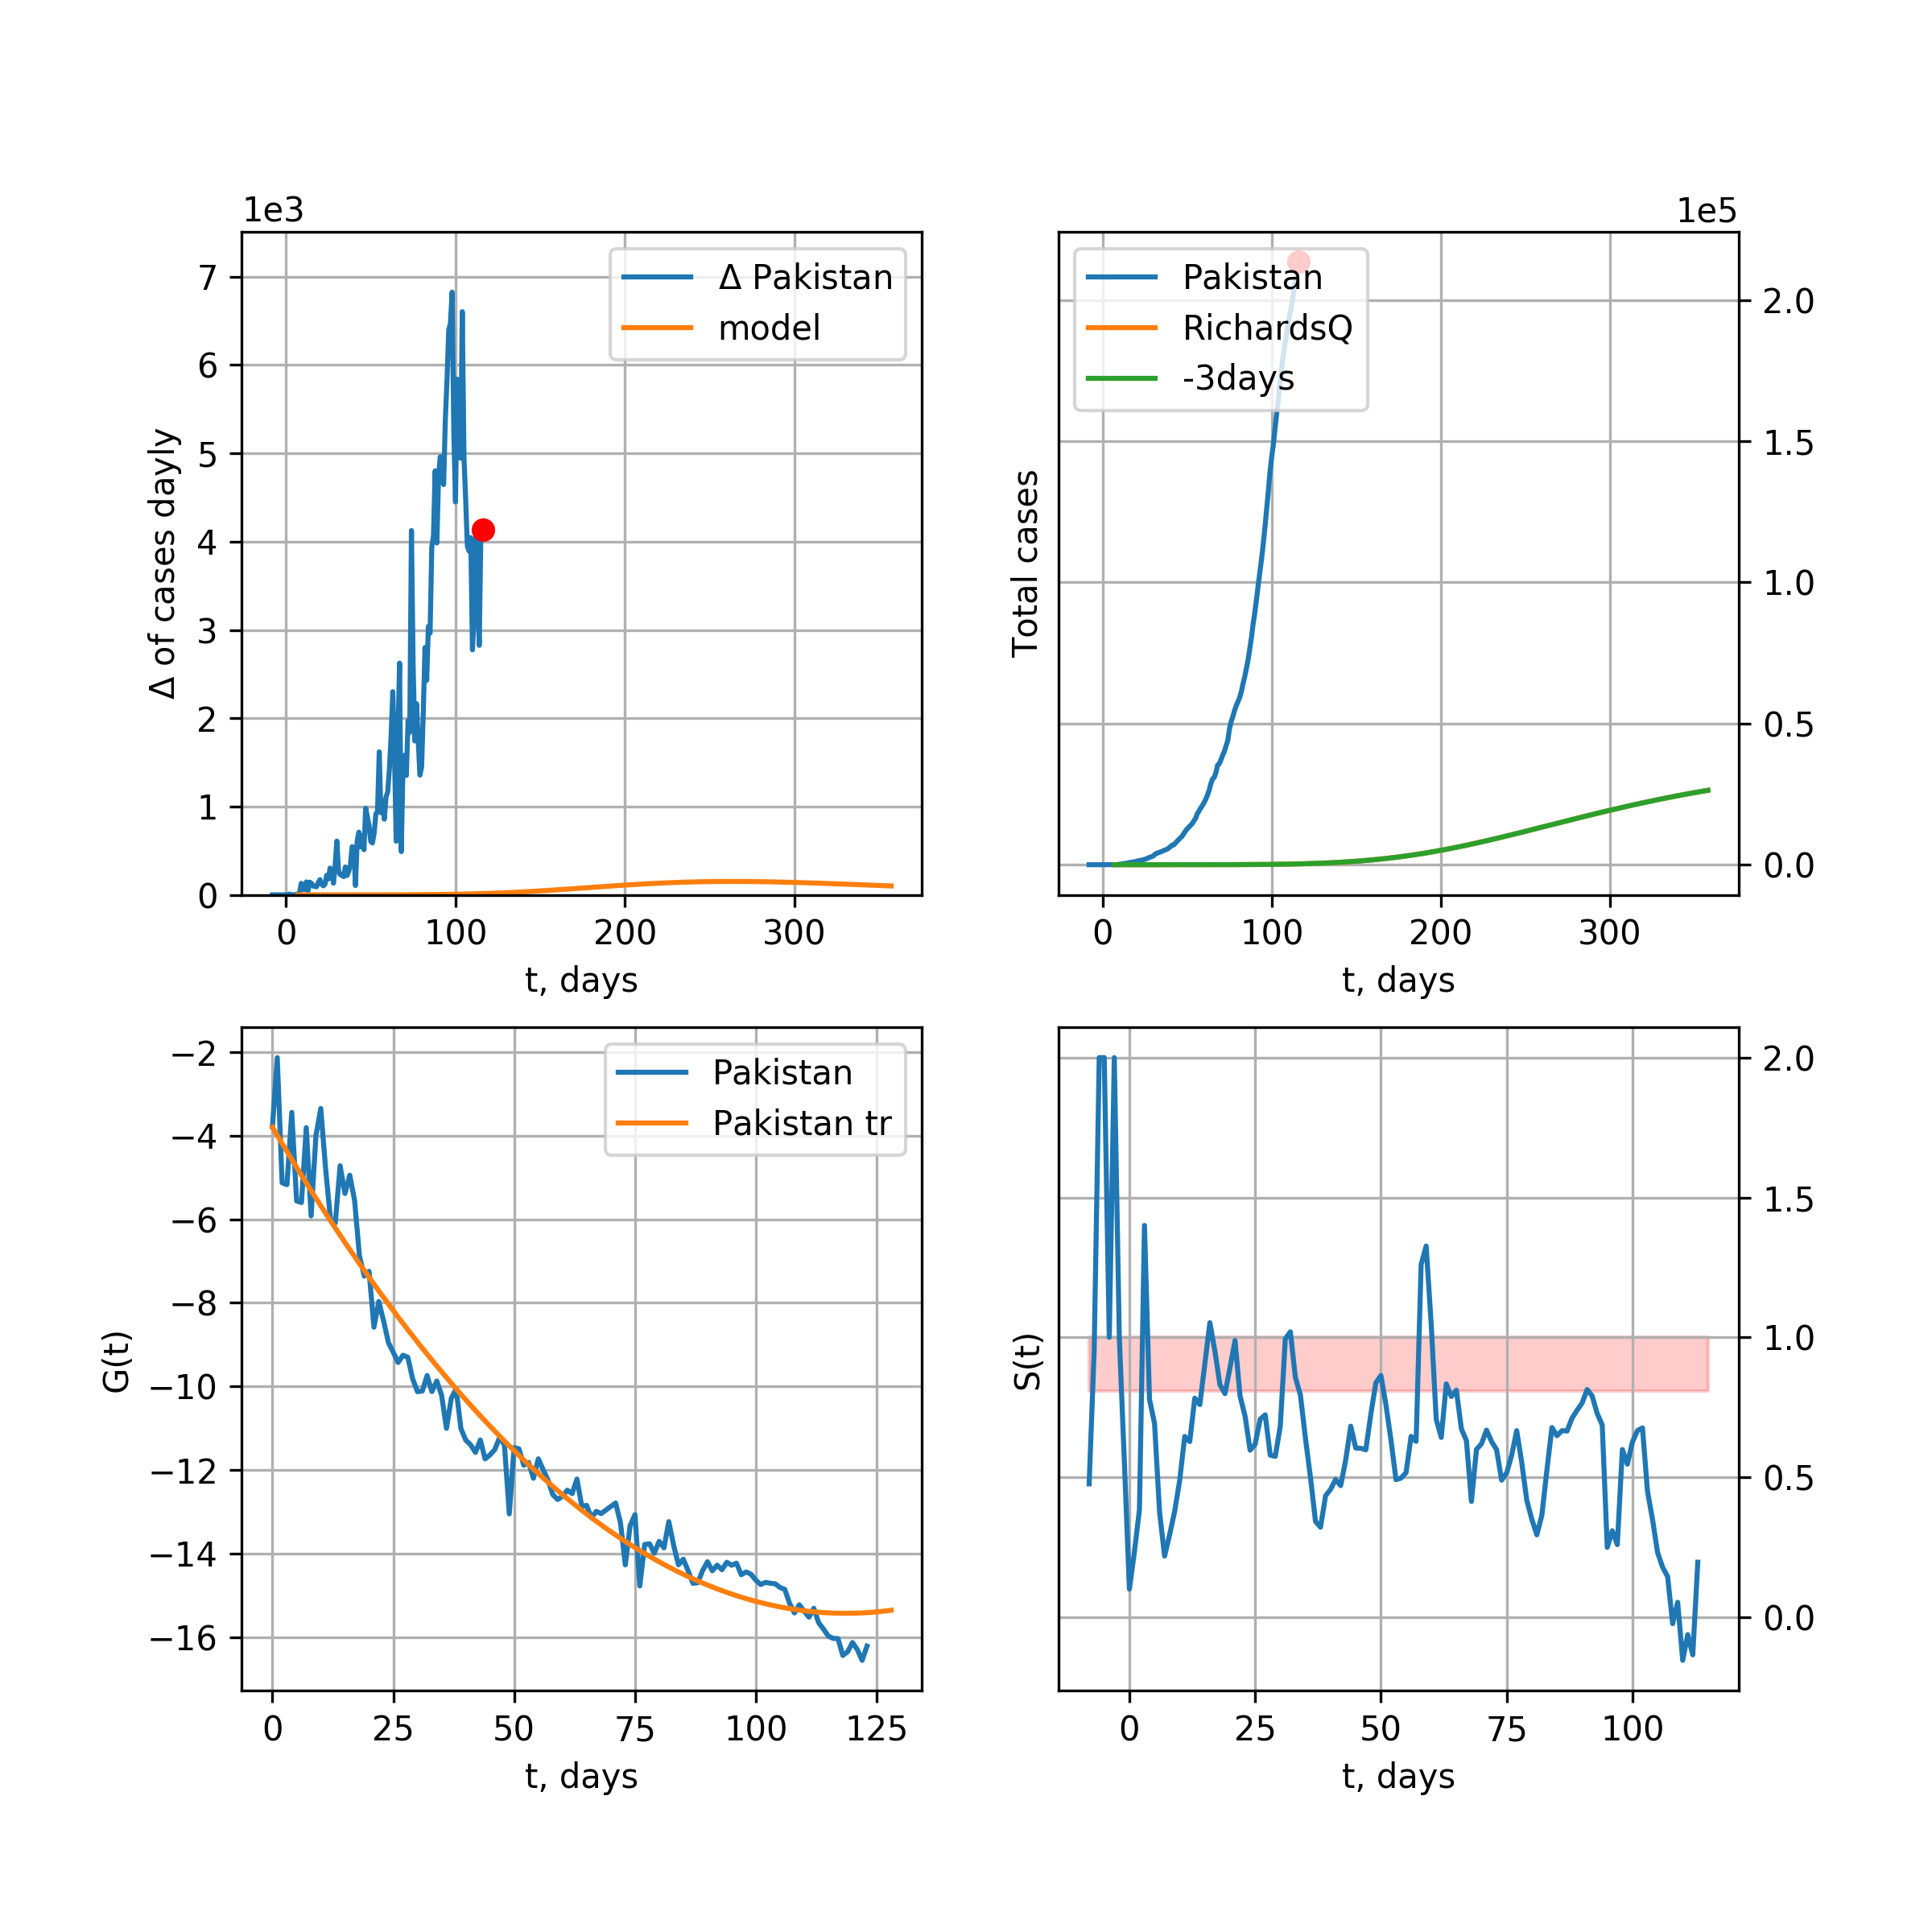 1e3
7
6
5
4
3
2
1
0
Δ of cases dayly
Δ Pakistan
model
0 100 200 300
t, days
1e5
Total cases
Pakistan
RichardsQ
-3days
2.0
1.5
1.0
0.5
0.0
0 100 200 300
t, days
−2
−4
−6
−8
−10
−12
−14
−16
G(t)
Pakistan
Pakistan tr
0 25 50 75 100 125
t, days
S(t)
2.0
1.5
1.0
0.5
0.0
0 25 50 75 100
t, days